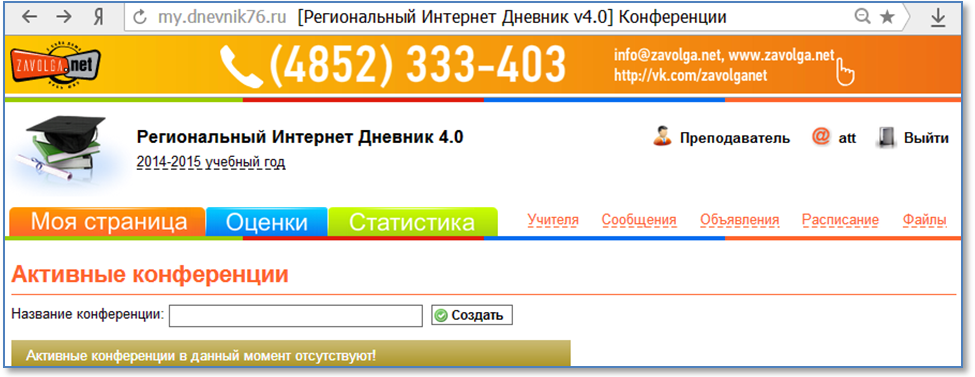 Я my.dnevnik76.ru [Региональный Интернет Дневник v4.0] Конференции
ZAVOLGA.net
(4852) 333-403
info@zavolga.net, www.zavolga.net
http://vk.com/zavolganet
Региональный Интернет Дневник 4.0
2014-2015 учебный год
Преподаватель att Выйти
Моя страница Оценки Статистика Учителя Сообщения Объявления Расписание Файлы
Активные конференции
Название конференции: Создать
Активные конференции в данный момент отсутствуют!